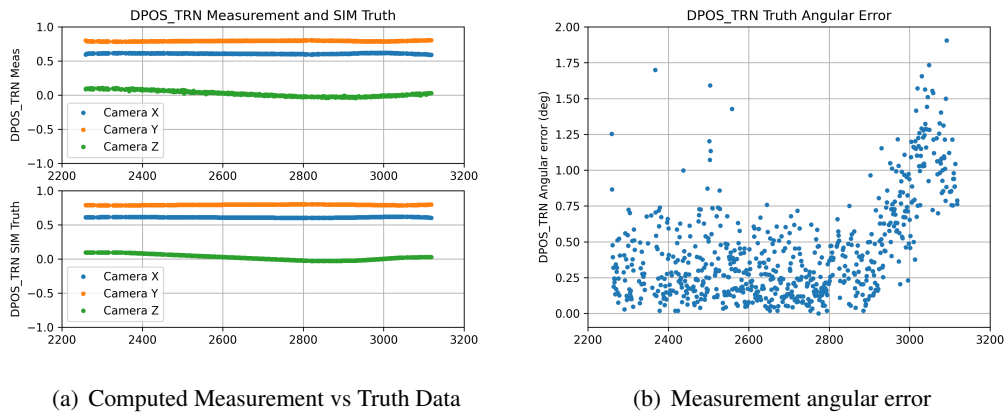 DPOS_TRN Measurement and SIM Truth
DPOS_TRN Meas
1.0
0.5
0.0
−0.5
−1.0
Camera X
Camera Y
Camera Z
2200
2400
2600
2800
3000
3200
DPOS_TRN SIM Truth
1.0
0.5
0.0
−0.5
−1.0
Camera X
Camera Y
Camera Z
2200
2400
2600
2800
3000
3200
(a) Computed Measurement vs Truth Data
DPOS_TRN Truth Angular Error
DPOS_TRN Angular error (deg)
2.00
1.75
1.50
1.25
1.00
0.75
0.50
0.25
0.00
2200
2400
2600
2800
3000
3200
(b) Measurement angular error